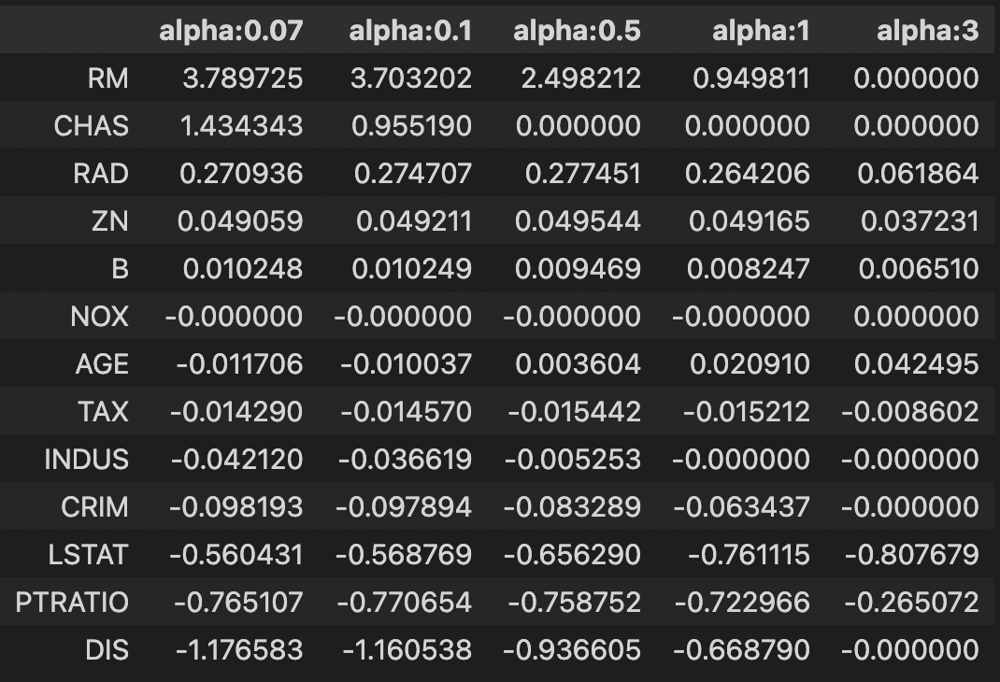 alpha:0.07 alpha:0.1 alpha:0.5 alpha:1 alpha:3
RM 3.789725 3.703202 2.498212 0.949811 0.000000
CHAS 1.434343 0.955190 0.000000 0.000000 0.000000
RAD 0.270936 0.274707 0.277451 0.264206 0.061864
ZN 0.049059 0.049211 0.049544 0.049165 0.037231
B 0.010248 0.010249 0.009469 0.008247 0.006510
NOX -0.000000 -0.000000 -0.000000 -0.000000 0.000000
AGE -0.011706 -0.010037 0.003604 0.020910 0.042495
TAX -0.014290 -0.014570 -0.015442 -0.015212 -0.008602
INDUS -0.042120 -0.036619 -0.005253 -0.000000 -0.000000
CRIM -0.098193 -0.097894 -0.083289 -0.063437 -0.000000
LSTAT -0.560431 -0.568769 -0.656290 -0.761115 -0.807679
PTRATIO -0.765107 -0.770654 -0.758752 -0.722966 -0.265072
DIS -1.176583 -1.160538 -0.936605 -0.668790 -0.000000